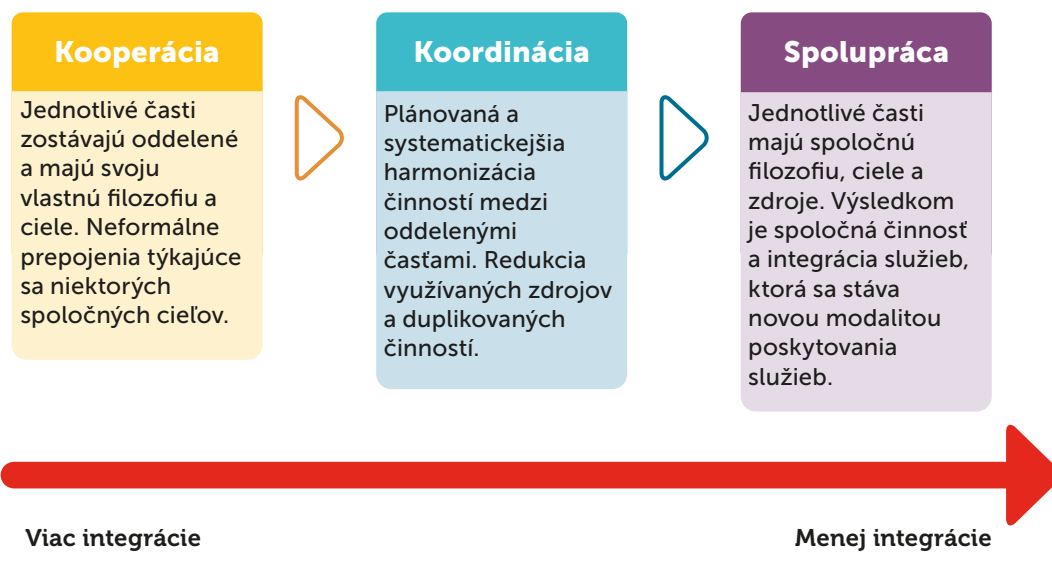 Kooperácia
Jednotlivé časti
zostávajú oddelené
a majú svoju
vlastnú filozofiu a
ciele. Neformálne
prepojenia týkajúce
sa niektorých
spoločných cieľov.
Koordinácia
Plánovaná a
systematickejšia
harmonizácia
činností medzi
oddelenými
časťami. Redukcia
využívaných zdrojov
a duplikovaných
činností.
Spolupráca
Jednotlivé časti
majú spoločnú
filozofiu, ciele a
zdroje. Výsledkom
je spoločná činnosť
a integrácia služieb,
ktorá sa stáva
novou modalitou
poskytovania
služieb.
Viac integrácie
Menej integrácie